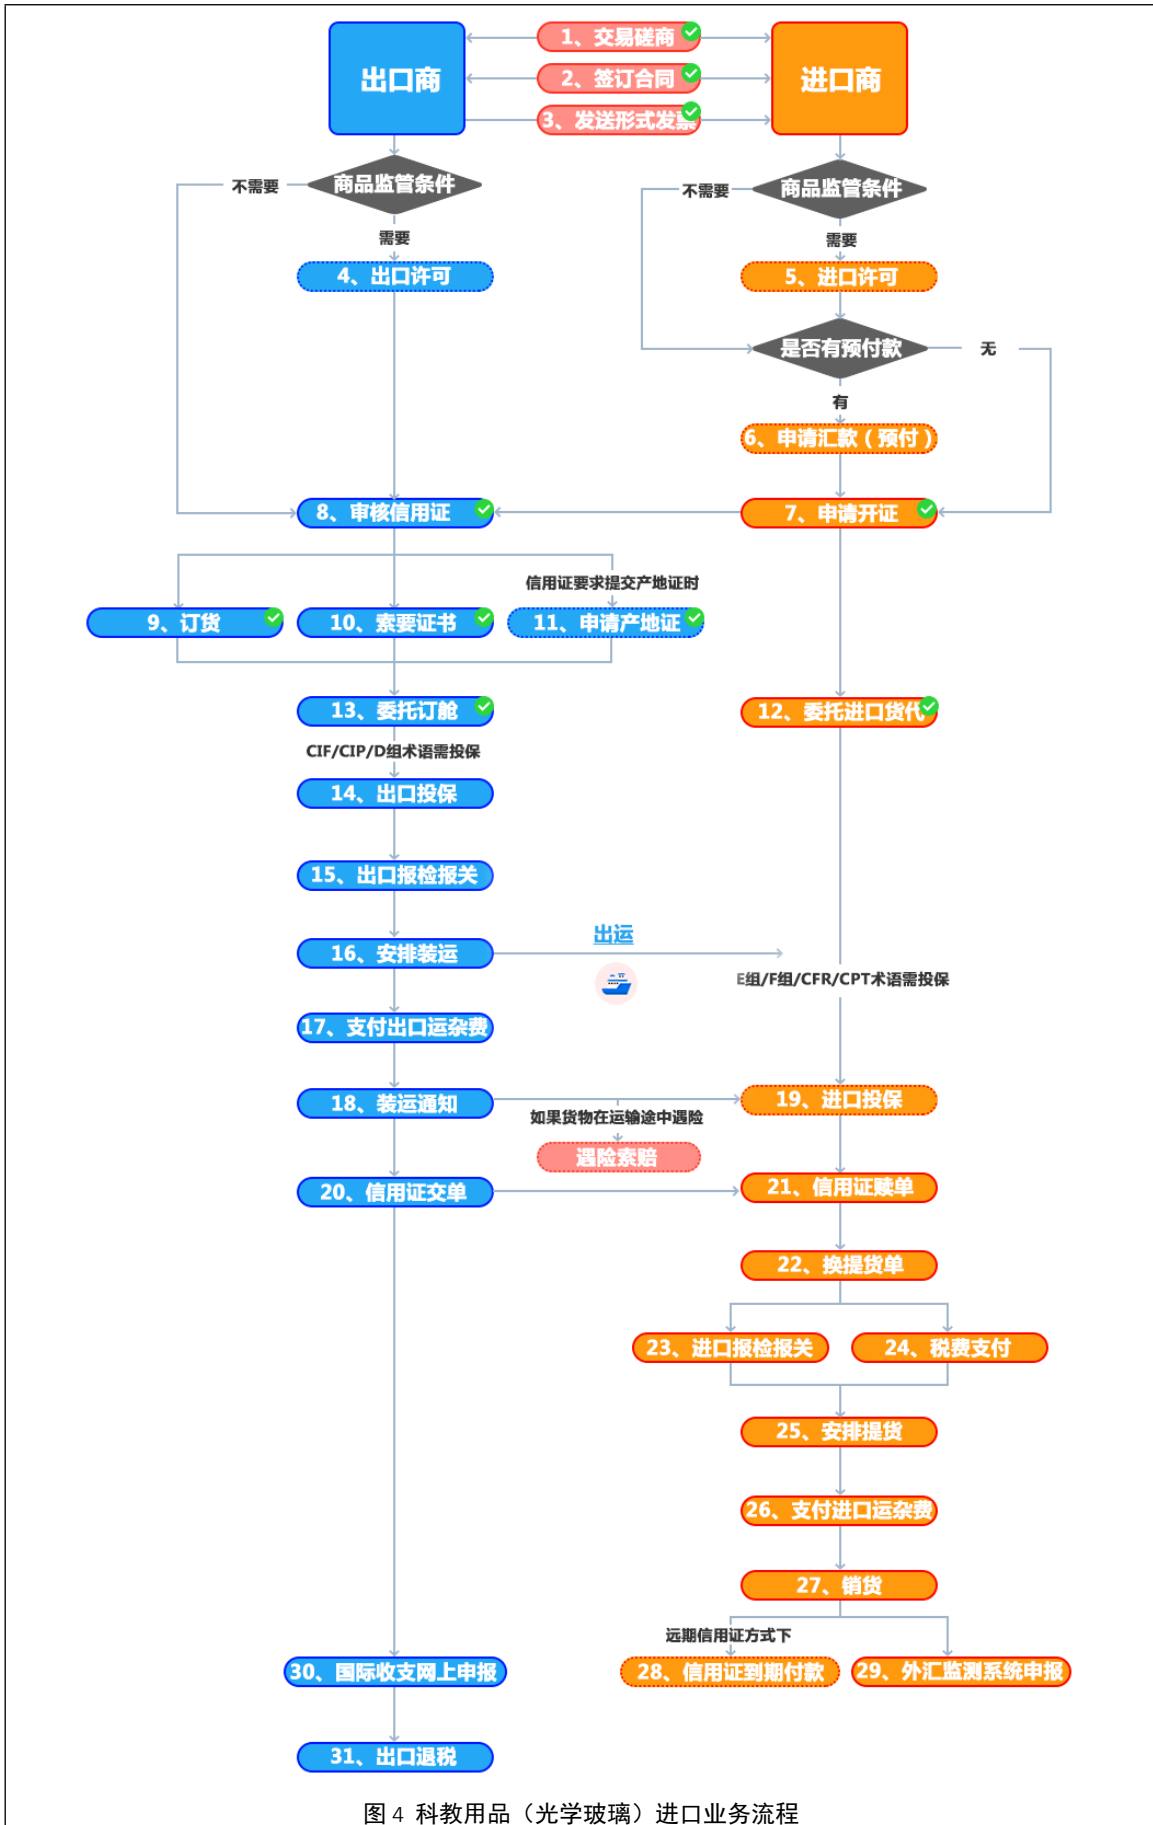 出口商
1、交易磋商
进口商
2、签订合同
3、发送形式发票
不需要
商品监管条件
不需要
商品监管条件
需要
需要
4、出口许可
5、进口许可
是否有预付款
无
有
6、申请汇款（预付）
8、审核信用证
7、申请开证
信用证要求提交产地证时
9、订货
10、索要证书
11、申请产地证
13、委托订舱
12、委托进口货代
CIF/CIP/D组术语需投保
14、出口投保
15、出口报检报关
出运
16、安排装运
E组/F组/CFR/CPT术语需投保
17、支付出口运杂费
18、装运通知
19、进口投保
如果货物在运输途中遇险
遇险索赔
20、信用证交单
21、信用证赎单
22、换提货单
23、进口报检报关
24、税费支付
25、安排提货
26、支付进口运杂费
27、销货
远期信用证方式下
30、国际收支网上申报
28、信用证到期付款
29、外汇监测系统申报
31、出口退税
图 4 科教用品（光学玻璃）进口业务流程